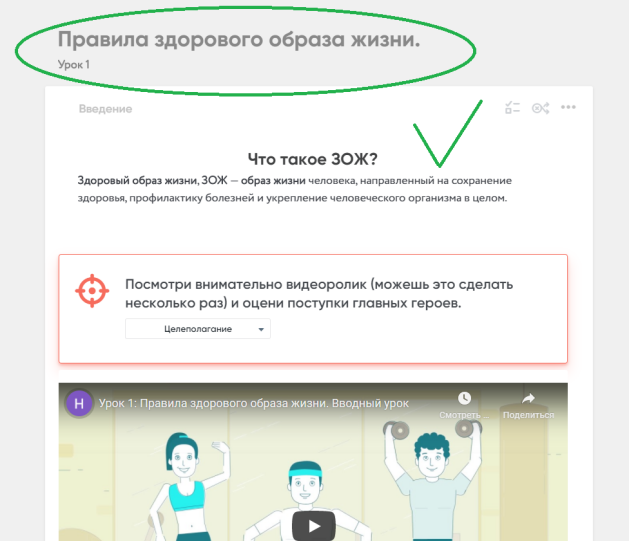 Правила здорового образа жизни.
Урок 1
Введение
Что такое ЗОЖ?
Здоровый образ жизни, ЗОЖ — образ жизни человека, направленный на сохранение
здоровья, профилактику болезней и укрепление человеческого организма в целом.
Посмотри внимательно видеоролик (можешь это сделать
несколько раз) и оцени поступки главных героев.
Целеполагание
Н Урок 1: Правила здорового образа жизни. Вводный урок
Смотреть ... Поделиться